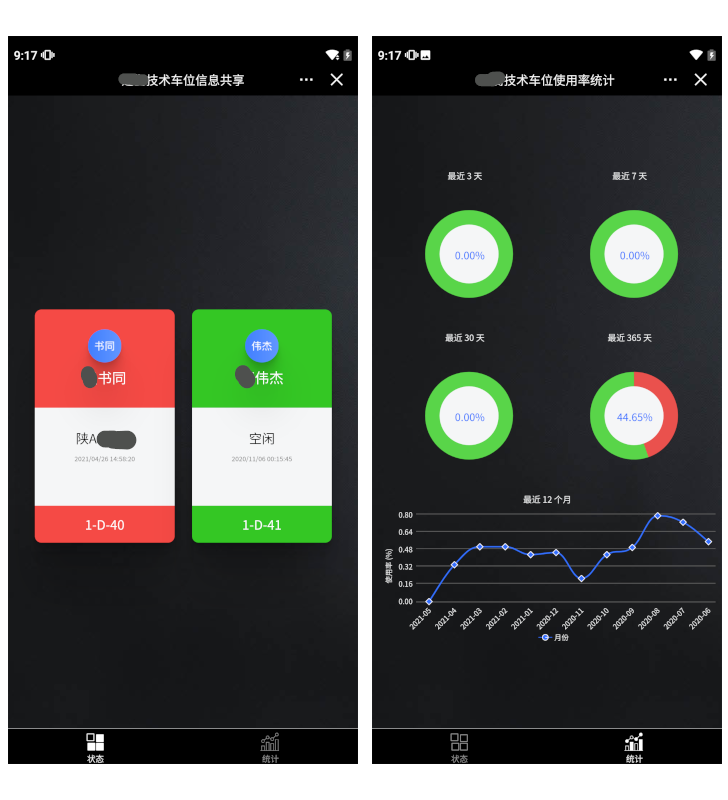 9:17
技术车位信息共享
书同
书同
陕A
2021/04/26 14:58:20
1-D-40
伟杰
伟杰
空闲
2020/11/06 00:15:45
1-D-41
状态
统计
9:17
技术车位使用率统计
最近 3 天
最近 7 天
0.00%
0.00%
最近 30 天
最近 365 天
0.00%
44.65%
最近 12 个月
使用率 (%)
0.80
0.64
0.48
0.32
0.16
0.00
2021-05
2021-04
2021-03
2021-02
2021-01
2020-12
2020-11
2020-10
2020-09
2020-08
2020-07
2020-06
月份
状态
统计